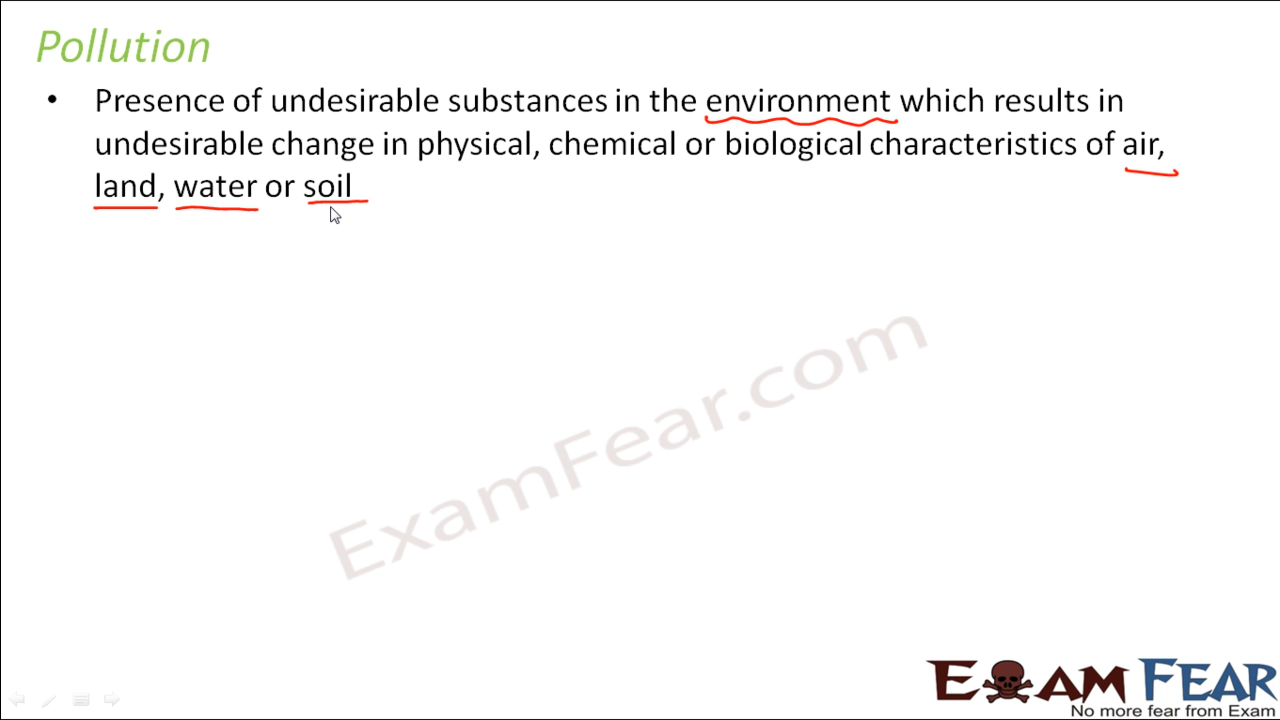 Pollution
• Presence of undesirable substances in the environment which results in
undesirable change in physical, chemical or biological characteristics of air,
land, water or soil
ExamFear.com
EXAM FEAR
No more fear from Exam